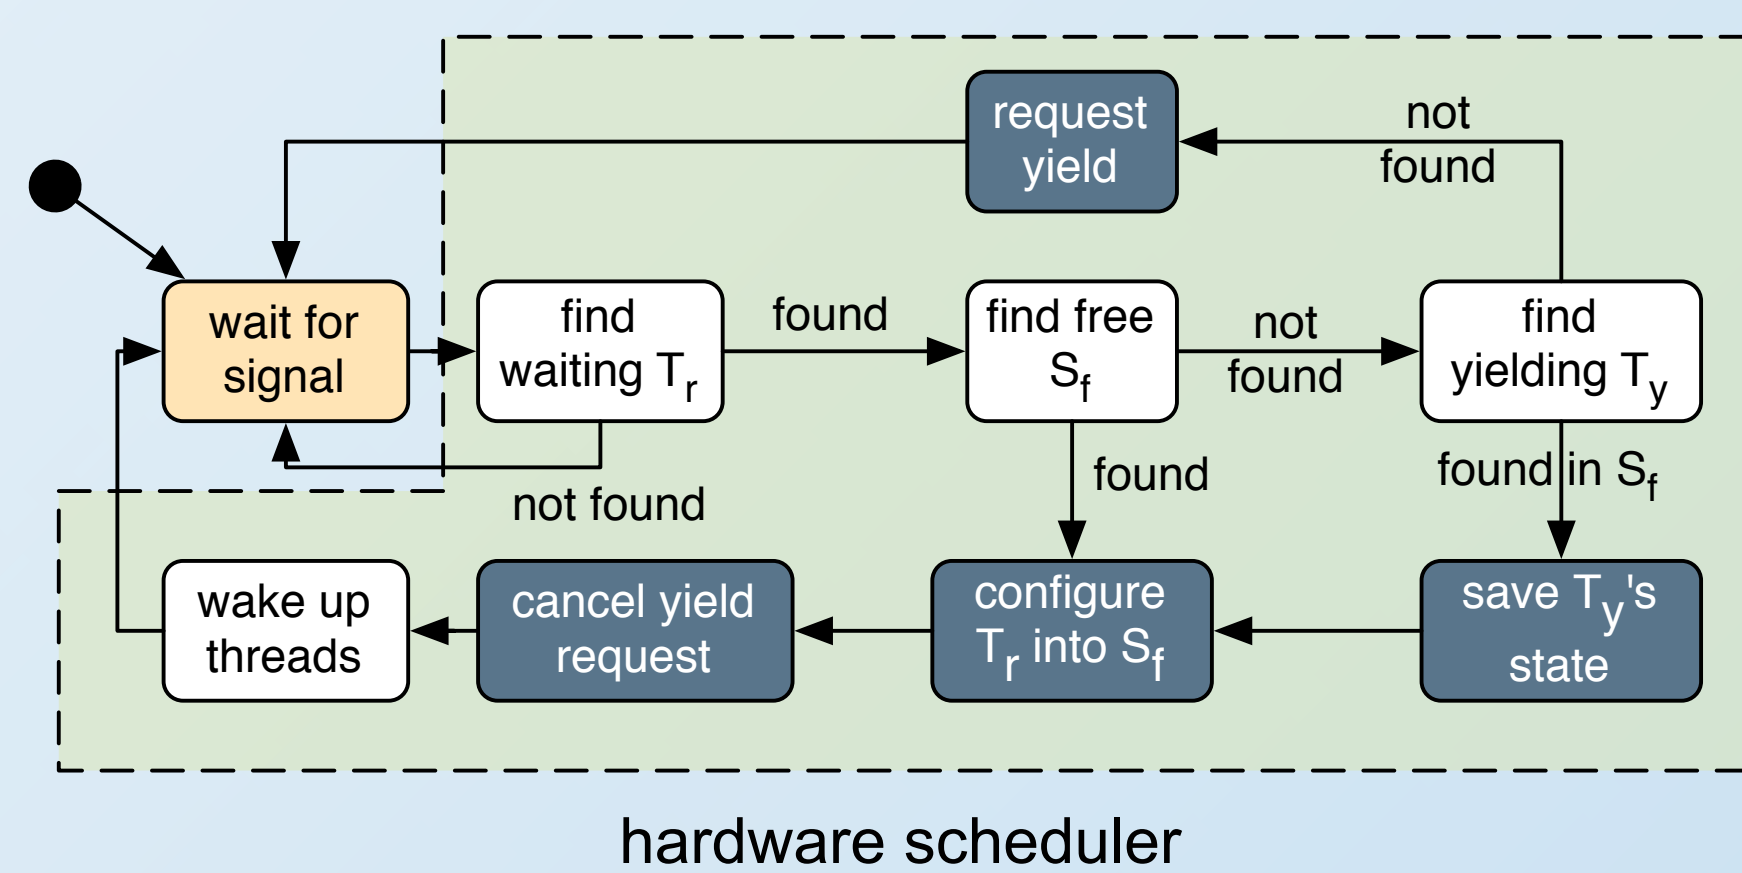 request
yield
not
found
wait for
signal
find
waiting Tr
found
find free
Sf
not
found
find
yielding Ty
not found
found
found in Sf
wake up
threads
cancel yield
request
configure
Tr into Sf
save Ty's
state
hardware scheduler